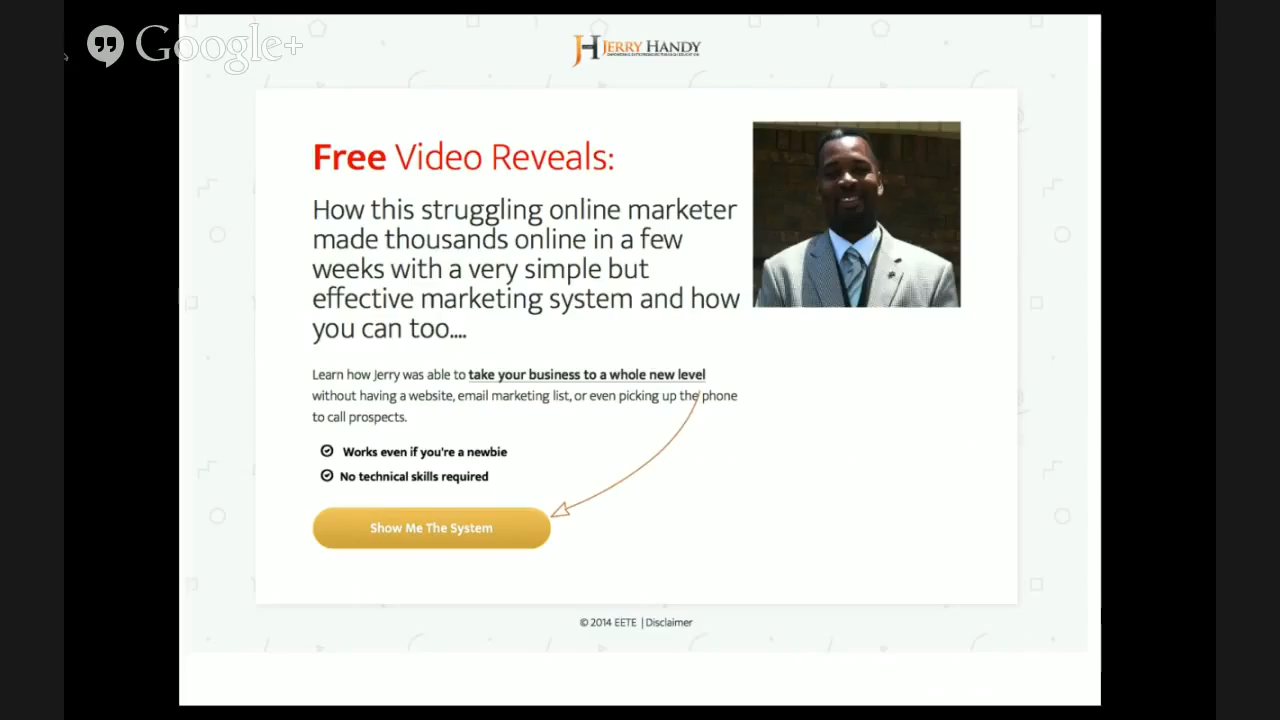 Google+
JH JERRY HANDY
Free Video Reveals:
How this struggling online marketer
made thousands online in a few
weeks with a very simple but
effective marketing system and how
you can too....
Learn how Jerry was able to take your business to a whole new level
without having a website, email marketing list, or even picking up the phone
to call prospects.
Works even if you're a newbie
No technical skills required
Show Me The System
© 2014 EETE | Disclaimer